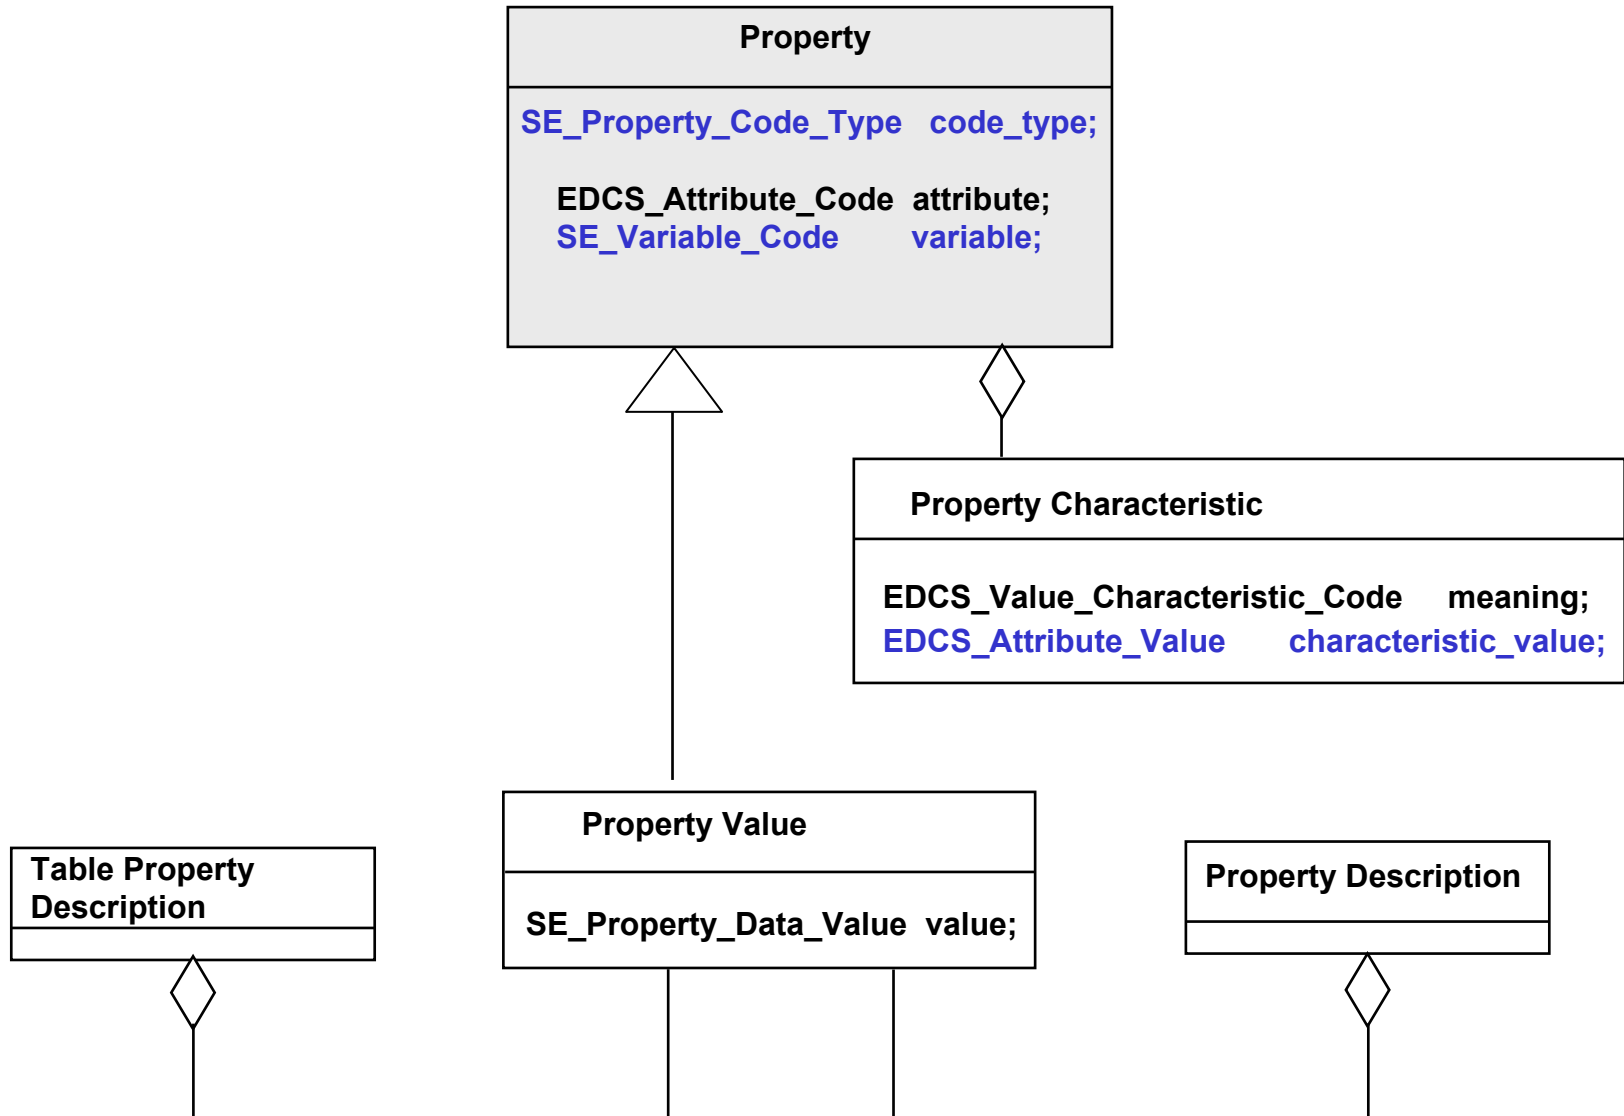 Property
SE_Property_Code_Type code_type;
EDCS_Attribute_Code attribute;
SE_Variable_Code variable;
Property Characteristic
EDCS_Value_Characteristic_Code meaning;
EDCS_Attribute_Value characteristic_value;
Property Value
SE_Property_Data_Value value;
Table Property
Description
Property Description